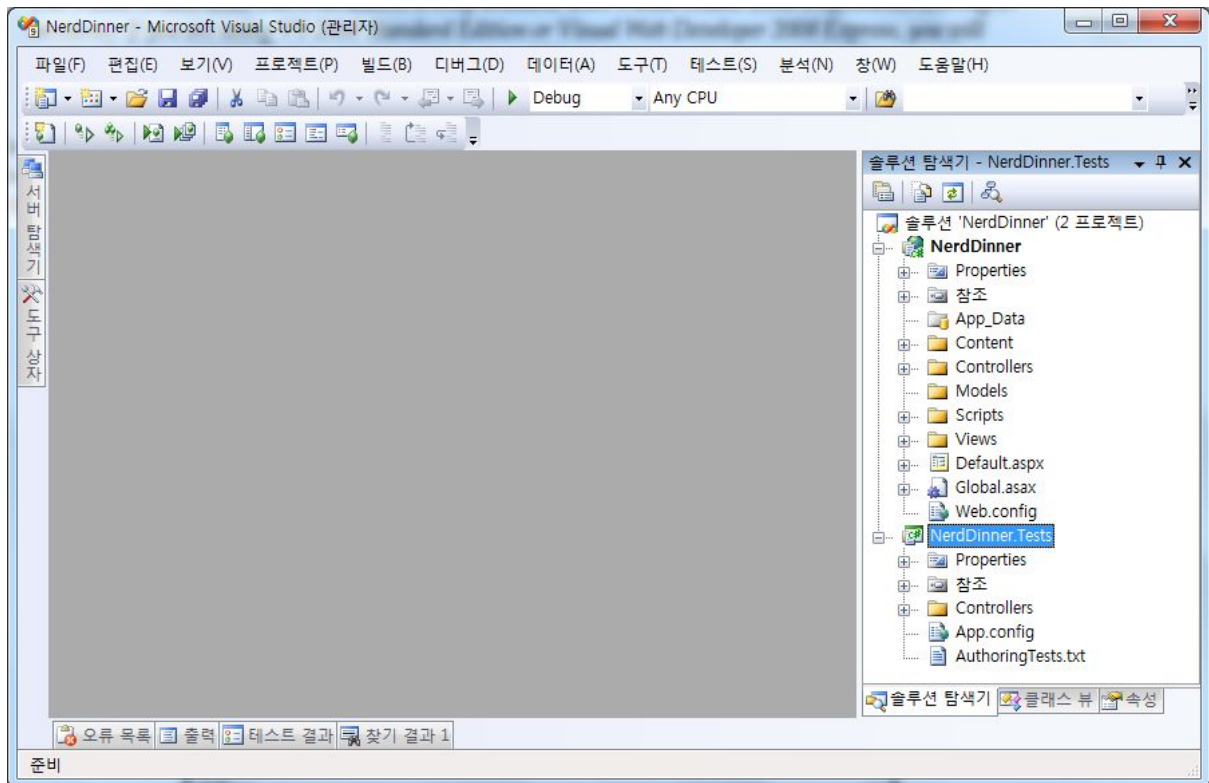 NerdDinner - Microsoft Visual Studio (관리자)
파일(F) 편집(E) 보기(V) 프로젝트(P) 빌드(B) 디버그(D) 데이터(A) 도구(T) 테스트(S) 분석(N) 창(W) 도움말(H)
Debug Any CPU
서버 탐색기
도구 상자
솔루션 탐색기 - NerdDinner.Tests
솔루션 'NerdDinner' (2 프로젝트)
NerdDinner
Properties
참조
App_Data
Content
Controllers
Models
Scripts
Views
Default.aspx
Global.asax
Web.config
NerdDinner.Tests
Properties
참조
Controllers
App.config
AuthoringTests.txt
솔루션 탐색기 클래스 뷰 속성
오류 목록 출력 테스트 결과 찾기 결과 1
준비